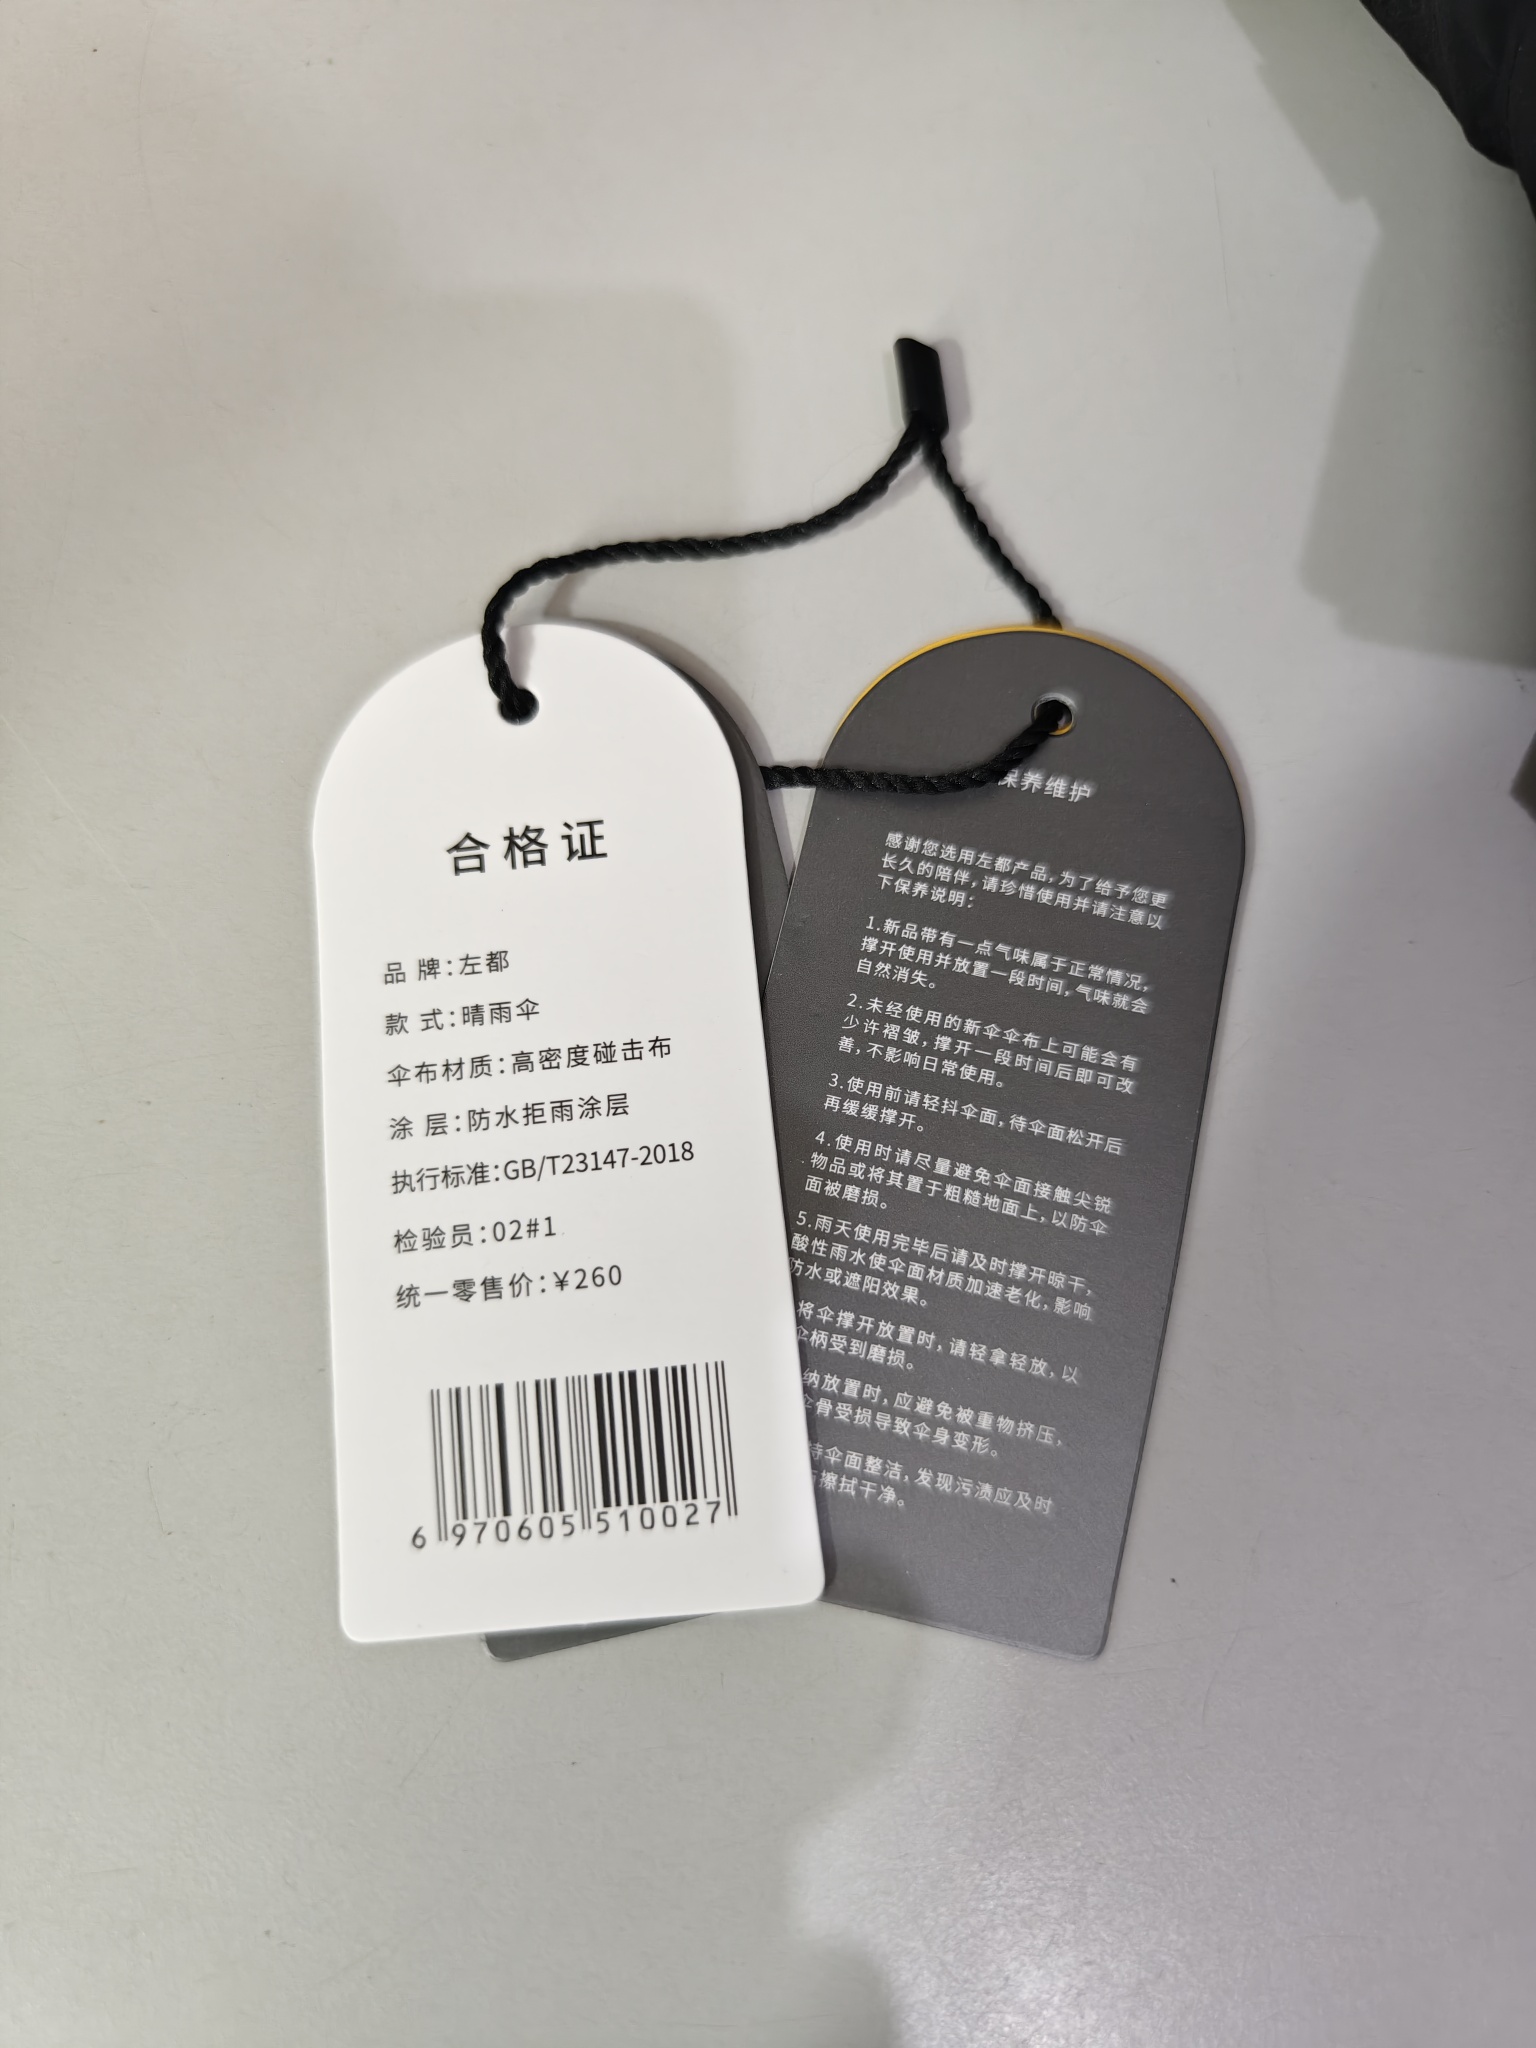 合格证
品 牌:左都
款 式:晴雨伞
伞布材质:高密度碰击布
涂 层:防水拒雨涂层
执行标准:GB/T23147-2018
检验员:02#1
统一零售价:¥260
6 970605 510027
保养维护
感谢您选用左都产品,为了给予您更
长久的陪伴,请珍惜使用并请注意以
下保养说明:
1.新品带有一点气味属于正常情况,
撑开使用并放置一段时间,气味就会
自然消失。
2.未经使用的新伞伞布上可能会有
少许褶皱,撑开一段时间后即可改
善,不影响日常使用。
3.使用前请轻抖伞面,待伞面松开后
再缓缓撑开。
4.使用时请尽量避免伞面接触尖锐
物品或将其置于粗糙地面上,以防伞
面被磨损。
5.雨天使用完毕后请及时撑开晾干,
酸性雨水使伞面材质加速老化,影响
防水或遮阳效果。
将伞撑开放置时,请轻拿轻放,以
伞柄受到磨损。
纳放置时,应避免被重物挤压,
伞骨受损导致伞身变形。
持伞面整洁,发现污渍应及时
擦拭干净。